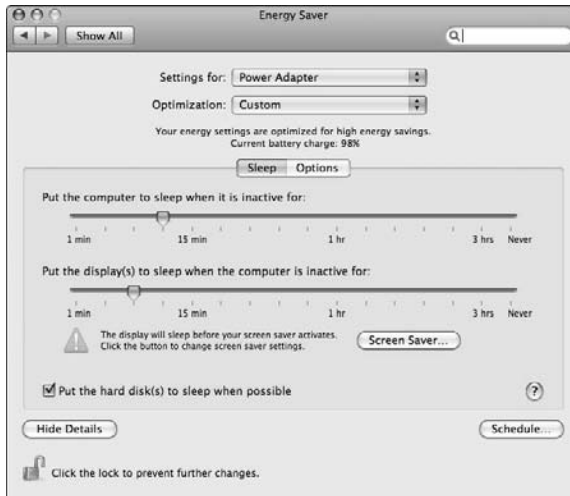 Energy Saver
Show All
Settings for: Power Adapter
Optimization: Custom
Your energy settings are optimized for high energy savings.
Current battery charge: 98%
Sleep Options
Put the computer to sleep when it is inactive for:
1 min 15 min 1 hr 3 hrs Never
Put the display(s) to sleep when the computer is inactive for:
1 min 15 min 1 hr 3 hrs Never
The display will sleep before your screen saver activates.
Click the button to change screen saver settings.
Screen Saver...
Put the hard disk(s) to sleep when possible
?
Hide Details
Schedule...
Click the lock to prevent further changes.